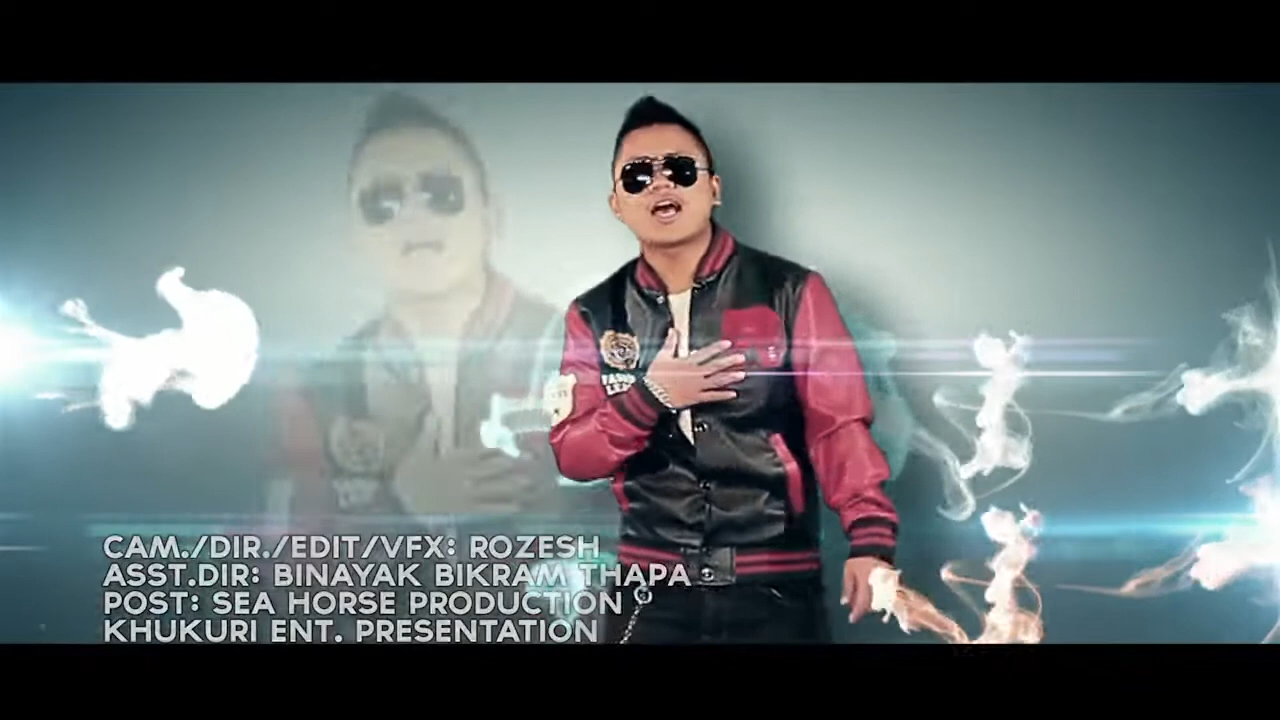 CAM./DIR./EDIT/VFX: ROZESH
ASST.DIR: BINAYAK BIKRAM THAPA
POST: SEA HORSE PRODUCTION
KHUKURI ENT. PRESENTATION